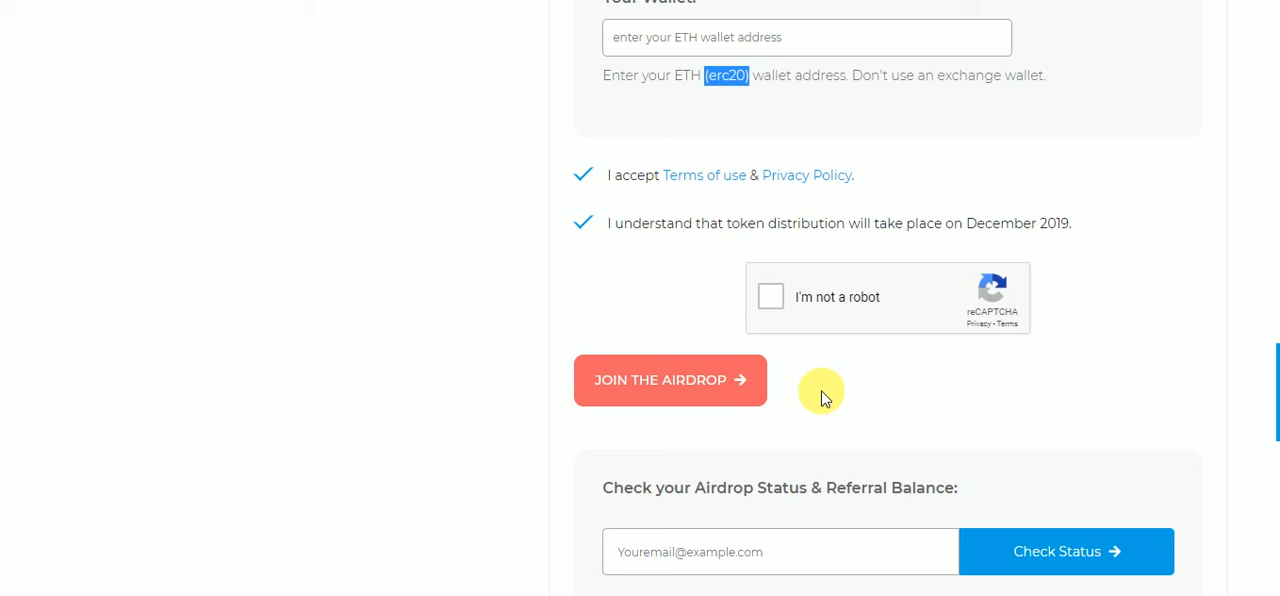 Your Wallet:
enter your ETH wallet address
Enter your ETH (erc20) wallet address. Don't use an exchange wallet.
I accept Terms of use & Privacy Policy.
I understand that token distribution will take place on December 2019.
I'm not a robot
reCAPTCHA
Privacy - Terms
JOIN THE AIRDROP
Check your Airdrop Status & Referral Balance:
Youremail@example.com
Check Status